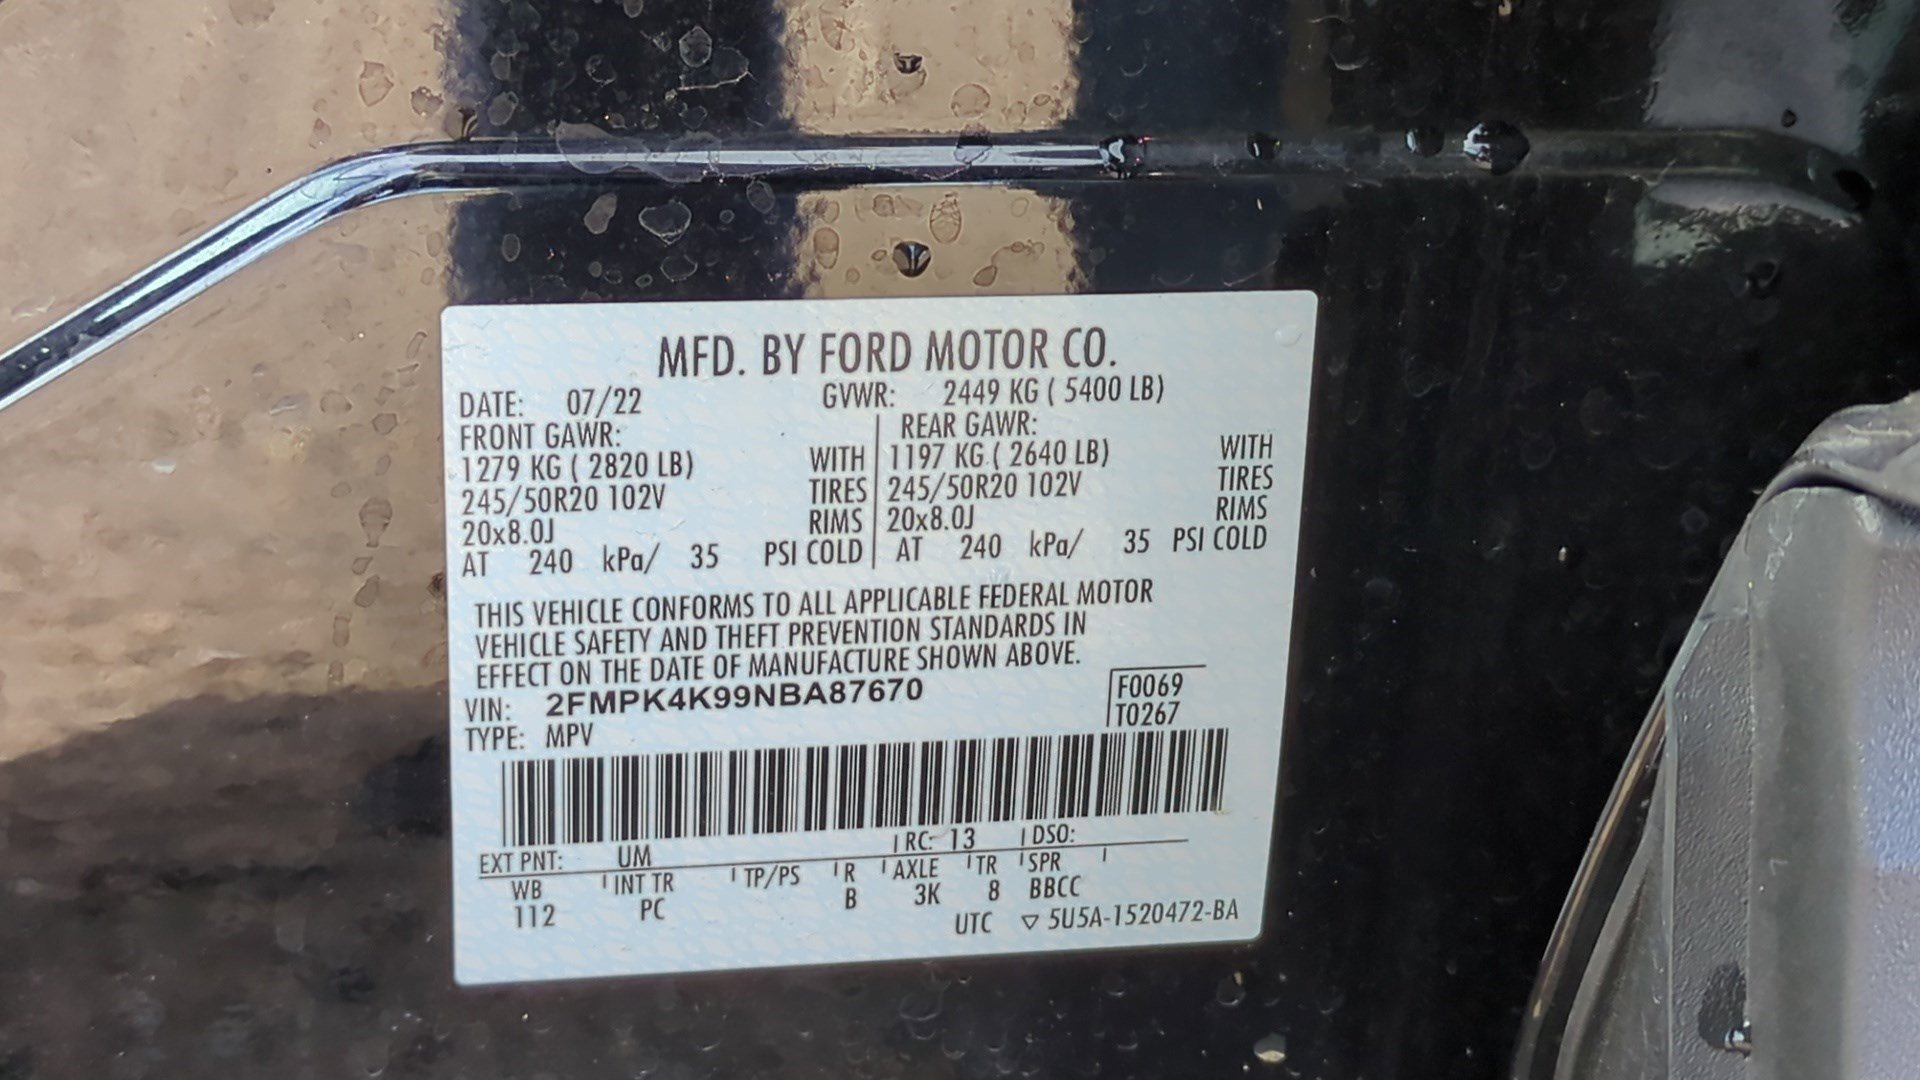 MFD. BY FORD MOTOR CO.
DATE: 07/22 GVWR: 2449 KG ( 5400 LB)
FRONT GAWR: REAR GAWR:
1279 KG ( 2820 LB) WITH 1197 KG ( 2640 LB) WITH
245/50R20 102V TIRES 245/50R20 102V TIRES
20x8.0J RIMS 20x8.0J RIMS
AT 240 kPa/ 35 PSI COLD AT 240 kPa/ 35 PSI COLD
THIS VEHICLE CONFORMS TO ALL APPLICABLE FEDERAL MOTOR
VEHICLE SAFETY AND THEFT PREVENTION STANDARDS IN
EFFECT ON THE DATE OF MANUFACTURE SHOWN ABOVE.
VIN: 2FMPK4K99NBA87670 F0069
TYPE: MPV T0267
EXT PNT: UM RC: 13 DSO:
WB INT TR TP/PS R AXLE TR SPR
112 PC B 3K 8 BBCC
UTC ▽ 5U5A-1520472-BA